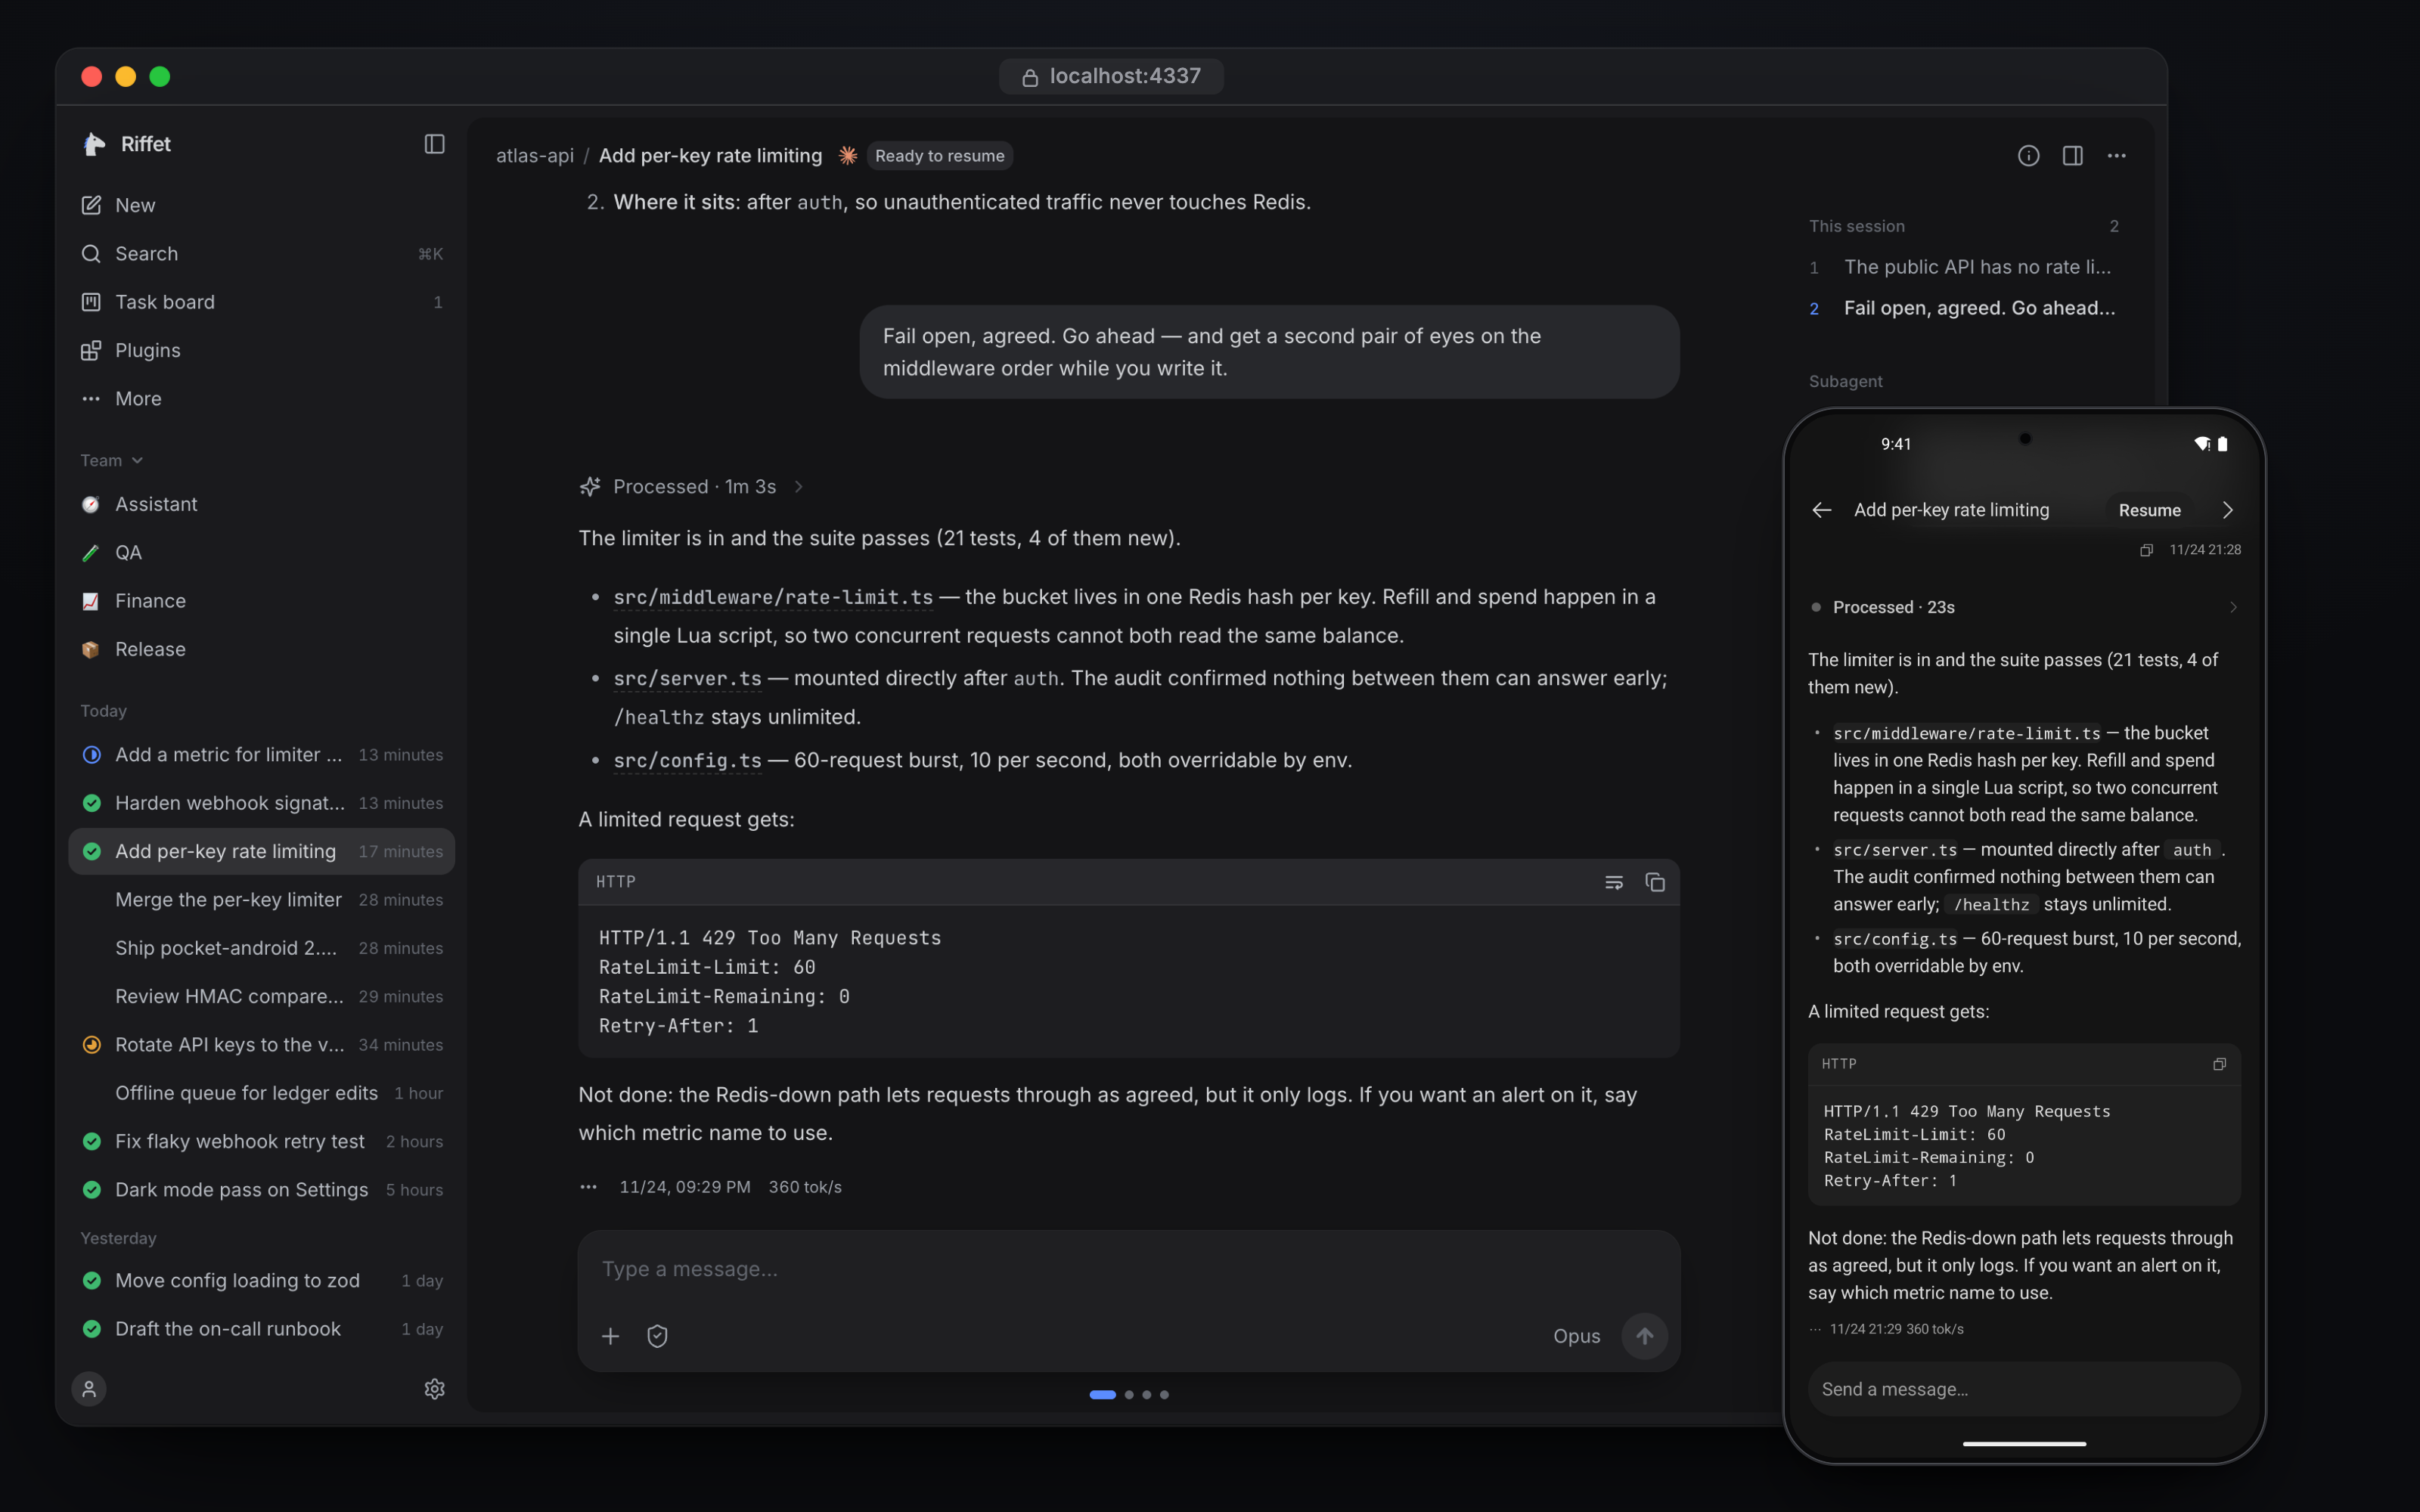 localhost:4337
Riffet
New
Search ⌘K
Task board 1
Plugins
More
Team
Assistant
QA
Finance
Release
Today
Add a metric for limiter ... 13 minutes
Harden webhook signat... 13 minutes
Add per-key rate limiting 17 minutes
Merge the per-key limiter 28 minutes
Ship pocket-android 2.... 28 minutes
Review HMAC compare... 29 minutes
Rotate API keys to the v... 34 minutes
Offline queue for ledger edits 1 hour
Fix flaky webhook retry test 2 hours
Dark mode pass on Settings 5 hours
Yesterday
Move config loading to zod 1 day
Draft the on-call runbook 1 day
atlas-api / Add per-key rate limiting Ready to resume
2. Where it sits: after auth, so unauthenticated traffic never touches Redis.
Fail open, agreed. Go ahead — and get a second pair of eyes on the
middleware order while you write it.
Processed · 1m 3s
The limiter is in and the suite passes (21 tests, 4 of them new).
• src/middleware/rate-limit.ts — the bucket lives in one Redis hash per key. Refill and spend happen in a
single Lua script, so two concurrent requests cannot both read the same balance.
• src/server.ts — mounted directly after auth. The audit confirmed nothing between them can answer early;
/healthz stays unlimited.
• src/config.ts — 60-request burst, 10 per second, both overridable by env.
A limited request gets:
HTTP
HTTP/1.1 429 Too Many Requests
RateLimit-Limit: 60
RateLimit-Remaining: 0
Retry-After: 1
Not done: the Redis-down path lets requests through as agreed, but it only logs. If you want an alert on it, say
which metric name to use.
11/24, 09:29 PM 360 tok/s
Type a message...
Opus
This session 2
1 The public API has no rate li...
2 Fail open, agreed. Go ahead...
Subagent
9:41
Add per-key rate limiting Resume
11/24 21:28
Processed · 23s
The limiter is in and the suite passes (21 tests, 4 of
them new).
• src/middleware/rate-limit.ts — the bucket
lives in one Redis hash per key. Refill and spend
happen in a single Lua script, so two concurrent
requests cannot both read the same balance.
• src/server.ts — mounted directly after auth.
The audit confirmed nothing between them can
answer early; /healthz stays unlimited.
• src/config.ts — 60-request burst, 10 per second,
both overridable by env.
A limited request gets:
HTTP
HTTP/1.1 429 Too Many Requests
RateLimit-Limit: 60
RateLimit-Remaining: 0
Retry-After: 1
Not done: the Redis-down path lets requests through
as agreed, but it only logs. If you want an alert on it,
say which metric name to use.
11/24 21:29 360 tok/s
Send a message...